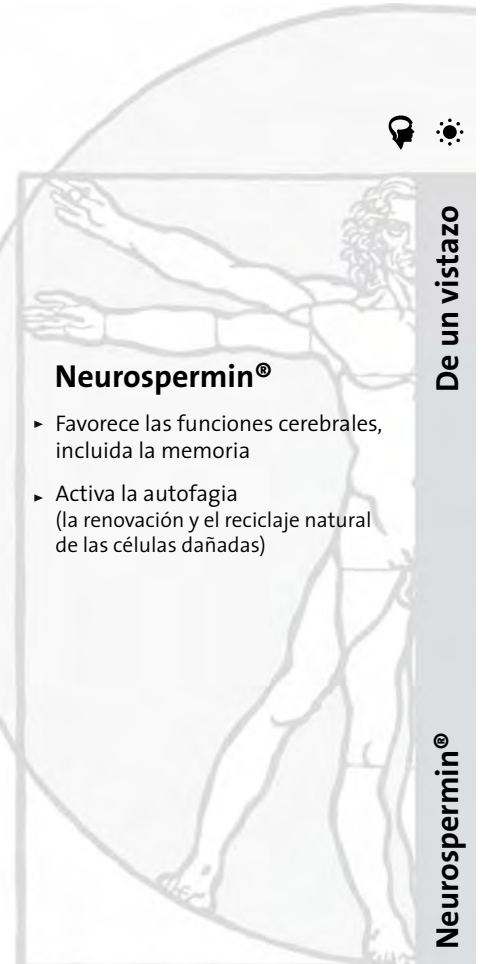 De un vistazo
Neurospermin®
► Favorece las funciones cerebrales,
incluida la memoria
► Activa la autofagia
(la renovación y el reciclaje natural
de las células dañadas)
Neurospermin®